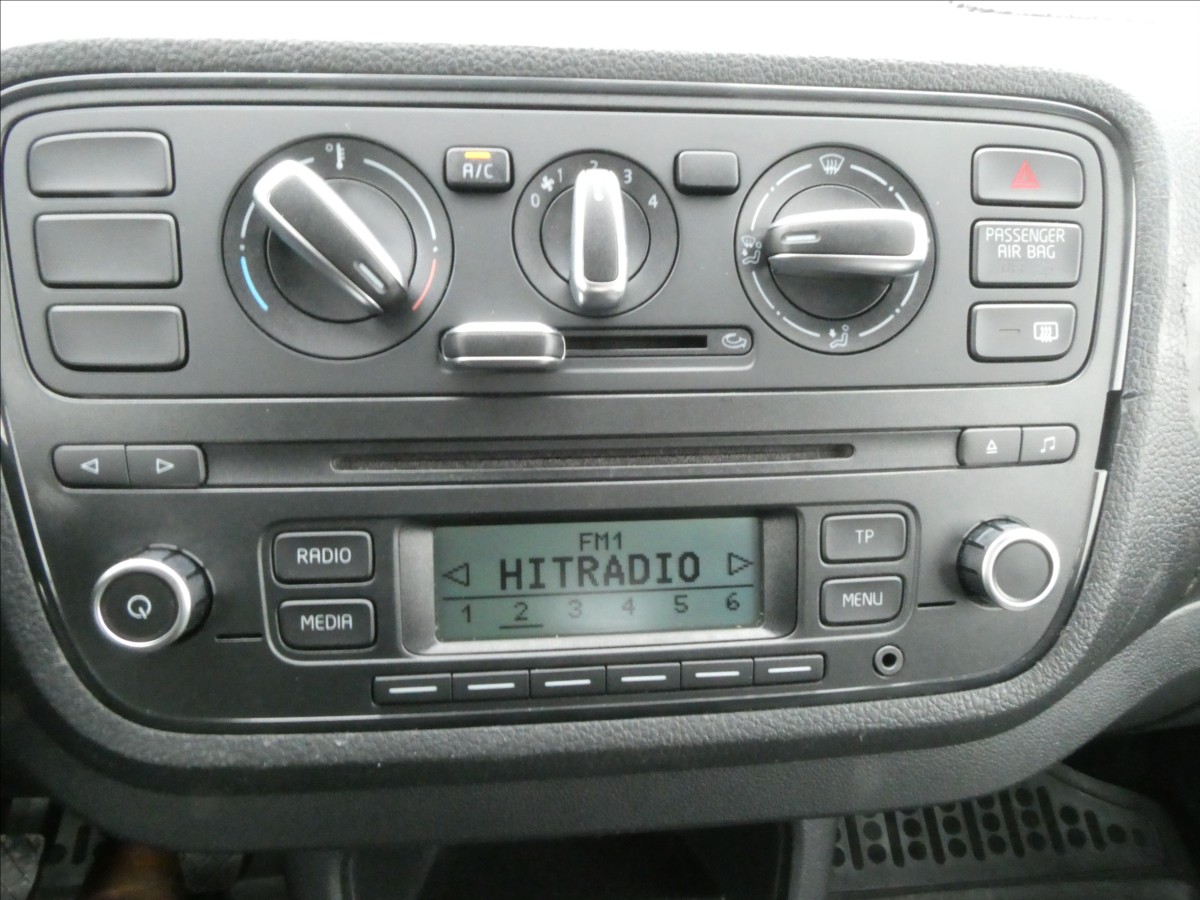 A/C
0 1 2 3 4
PASSENGER
AIR BAG
RADIO
MEDIA
FM1
HITRADIO
1 2 3 4 5 6
TP
MENU